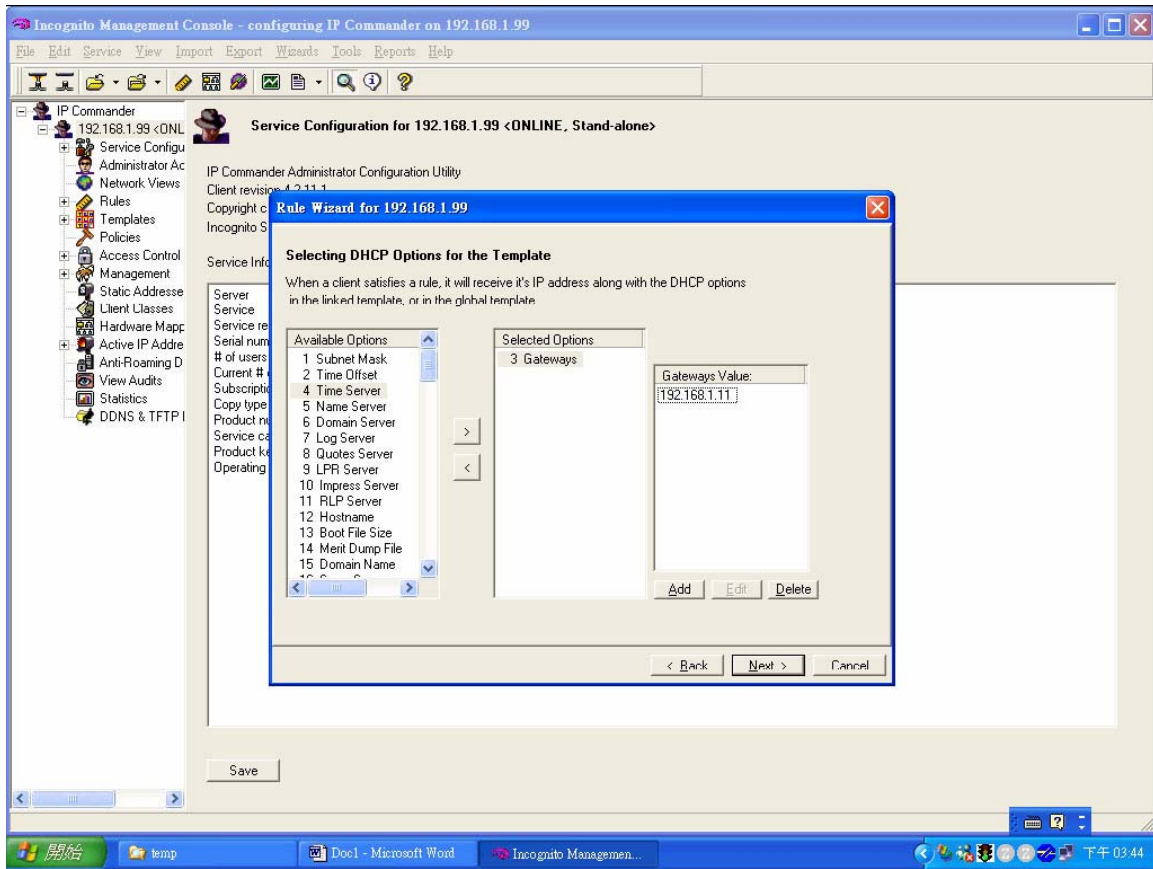 Incognito Management Console - configuring IP Commander on 192.168.1.99
File Edit Service View Import Export Wizards Tools Reports Help
IP Commander
192.168.1.99 <ONL
Service Configu
Administrator Ac
Network Views
Rules
Templates
Policies
Access Control
Management
Static Addresse
Client Classes
Hardware Mapp
Active IP Addre
Anti-Roaming D
View Audits
Statistics
DDNS & TFTP
Service Configuration for 192.168.1.99 <ONLINE, Stand-alone>
IP Commander Administrator Configuration Utility
Client revision 4.2.11.1
Copyright c
Incognito S
Service Info
Server
Service
Service re
Serial num
# of users
Current #
Subscriptio
Copy type
Product nu
Service ca
Product ke
Operating
Rule Wizard for 192.168.1.99
Selecting DHCP Options for the Template
When a client satisfies a rule, it will receive it's IP address along with the DHCP options
in the linked template, or in the global template
Available Options
1 Subnet Mask
2 Time Offset
4 Time Server
5 Name Server
6 Domain Server
7 Log Server
8 Quotes Server
9 LPR Server
10 Impress Server
11 RLP Server
12 Hostname
13 Boot File Size
14 Merit Dump File
15 Domain Name
>
<
Selected Options
3 Gateways
Gateways Value:
192.168.1.11
Add Edit Delete
< Back Next > Cancel
Save
開始 temp Doc1 - Microsoft Word Incognito Managemen... 下午 03:44